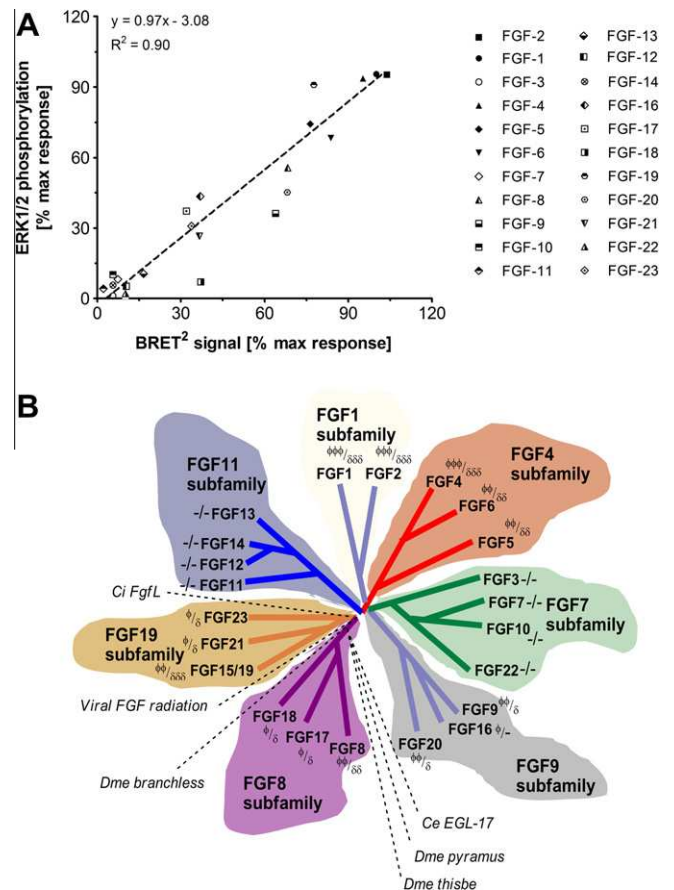 A
y = 0.97x - 3.08
R² = 0.90
ERK1/2 phosphorylation
[% max response]
120
90
60
30
0
0 30 60 90 120
BRET² signal [% max response]
FGF-2
FGF-1
FGF-3
FGF-4
FGF-5
FGF-6
FGF-7
FGF-8
FGF-9
FGF-10
FGF-11
FGF-13
FGF-12
FGF-14
FGF-16
FGF-17
FGF-18
FGF-19
FGF-20
FGF-21
FGF-22
FGF-23
B
FGF1
subfamily
ϕϕϕ/δδδ ϕϕϕ/δδδ
FGF1 FGF2
FGF4
subfamily
ϕϕϕ/δδδ
FGF4
ϕϕ/δδ
FGF6
ϕϕ/δδ
FGF5
FGF11
subfamily
-/- FGF13
-/- FGF14
-/- FGF12
-/- FGF11
Ci FgfL
FGF3 -/-
FGF7 -/-
FGF10
-/-
FGF22 -/-
FGF7
subfamily
FGF19
subfamily
ϕ/δ FGF23
ϕ/δ FGF21
ϕϕ/δδδ FGF15/19
Viral FGF radiation
Dme branchless
FGF18
ϕ/δ
FGF17
ϕ/δ
FGF8
ϕϕ/δδ
FGF8
subfamily
FGF9 ϕϕ/δ
FGF16 ϕ/-
FGF20
ϕϕ/δ
FGF9
subfamily
Ce EGL-17
Dme pyramus
Dme thisbe